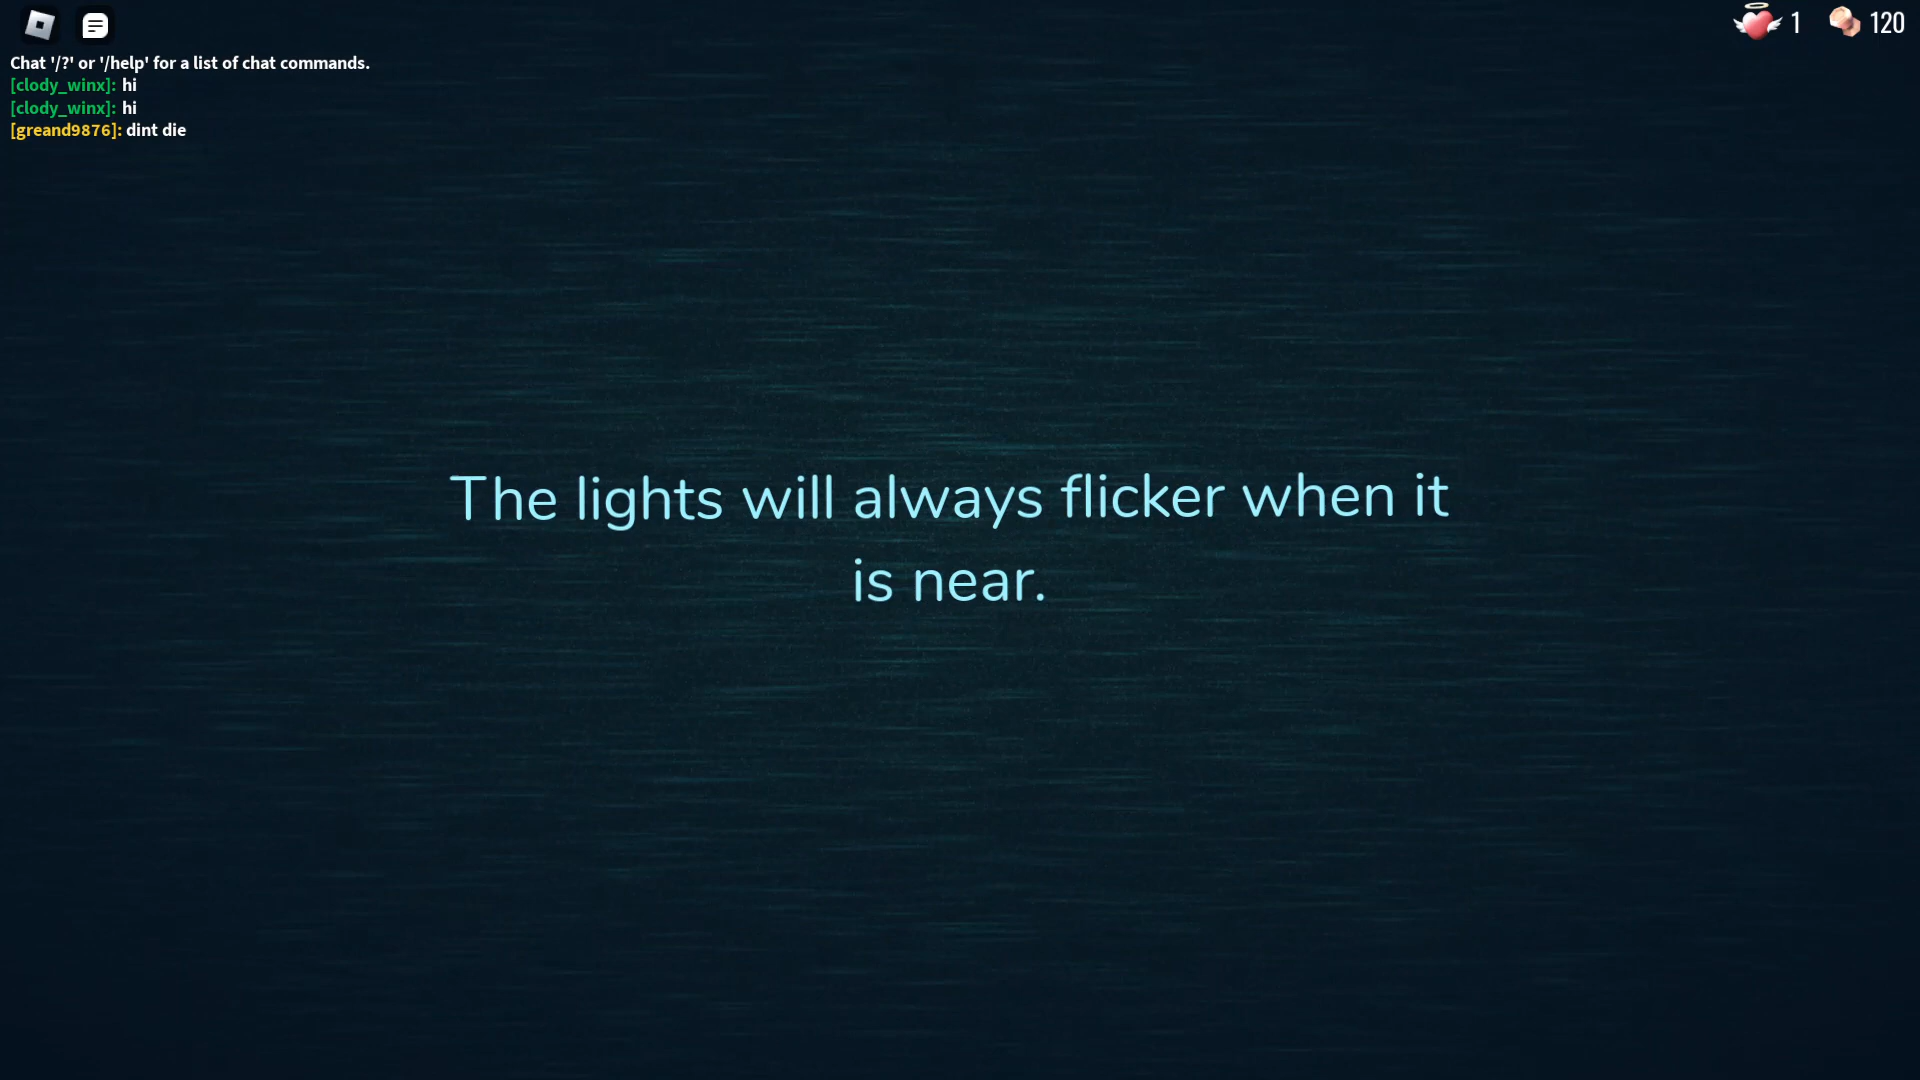 1 120
Chat '/?' or '/help' for a list of chat commands.
[clody_winx]: hi
[clody_winx]: hi
[greand9876]: dint die
The lights will always flicker when it
is near.